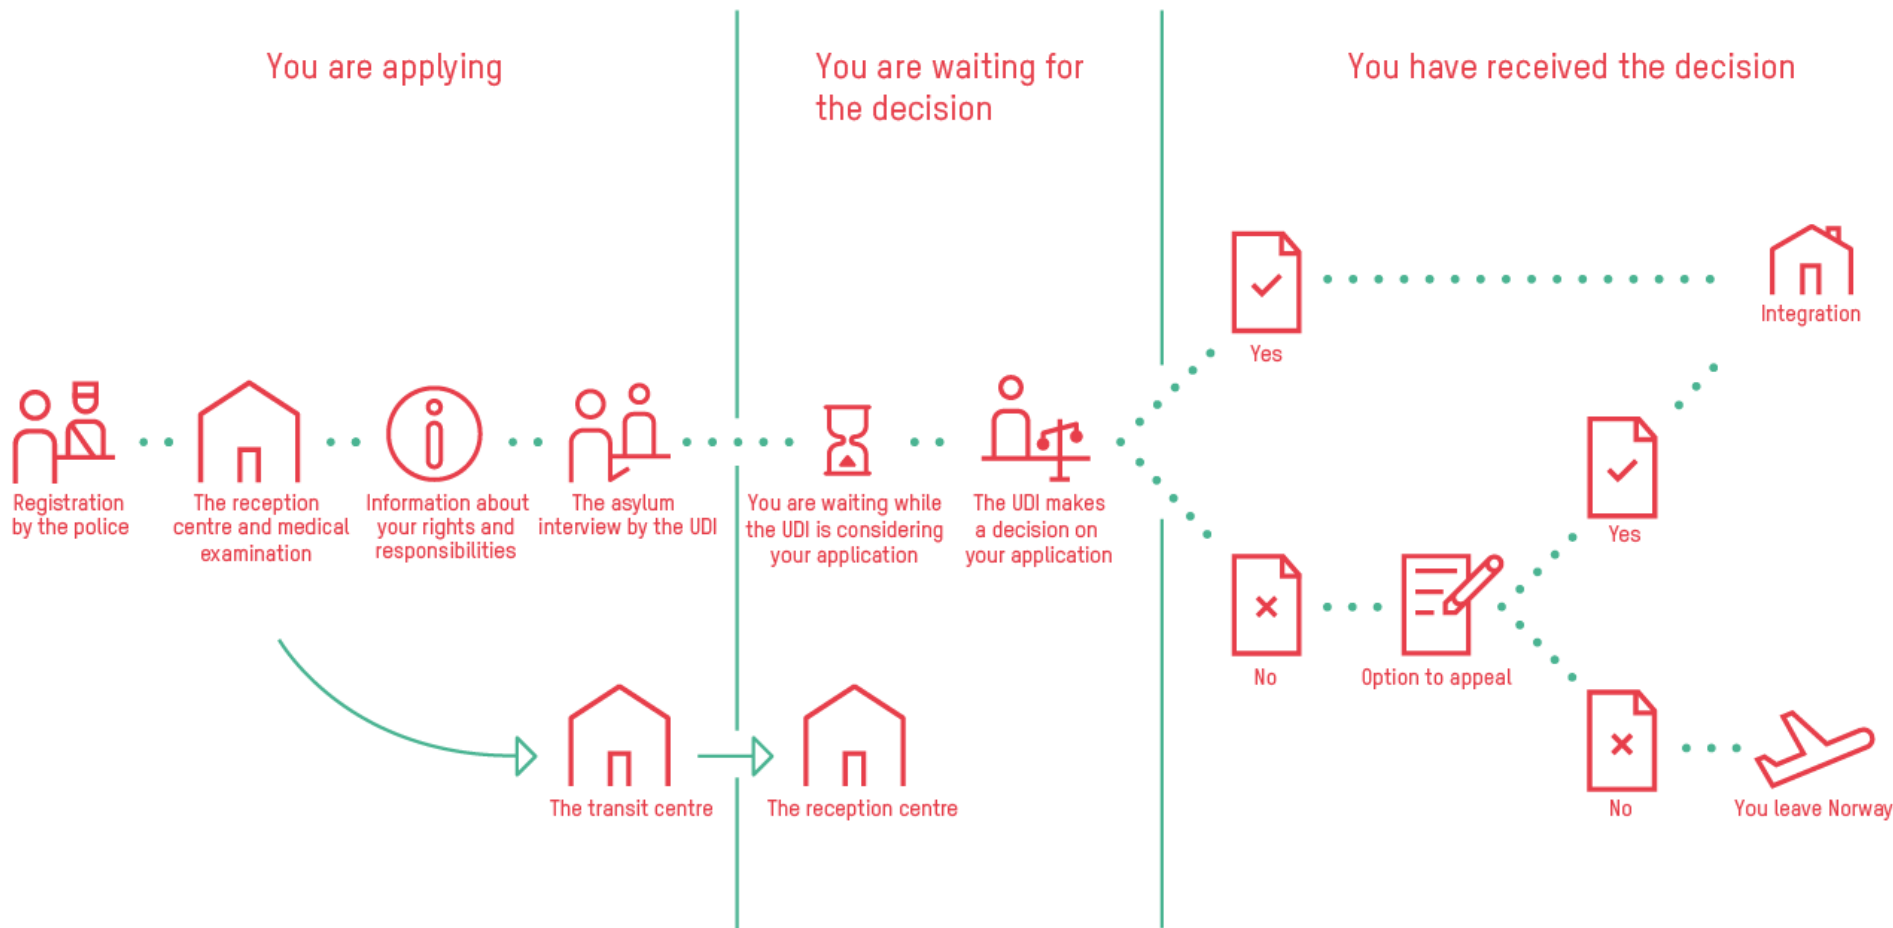 You are applying
You are waiting for
the decision
You have received the decision
Registration
by the police
The reception
centre and medical
examination
Information about
your rights and
responsibilities
The asylum
interview by the UDI
You are waiting while
the UDI is considering
your application
The UDI makes
a decision on
your application
Yes
Integration
No
Option to appeal
Yes
No
You leave Norway
The transit centre
The reception centre